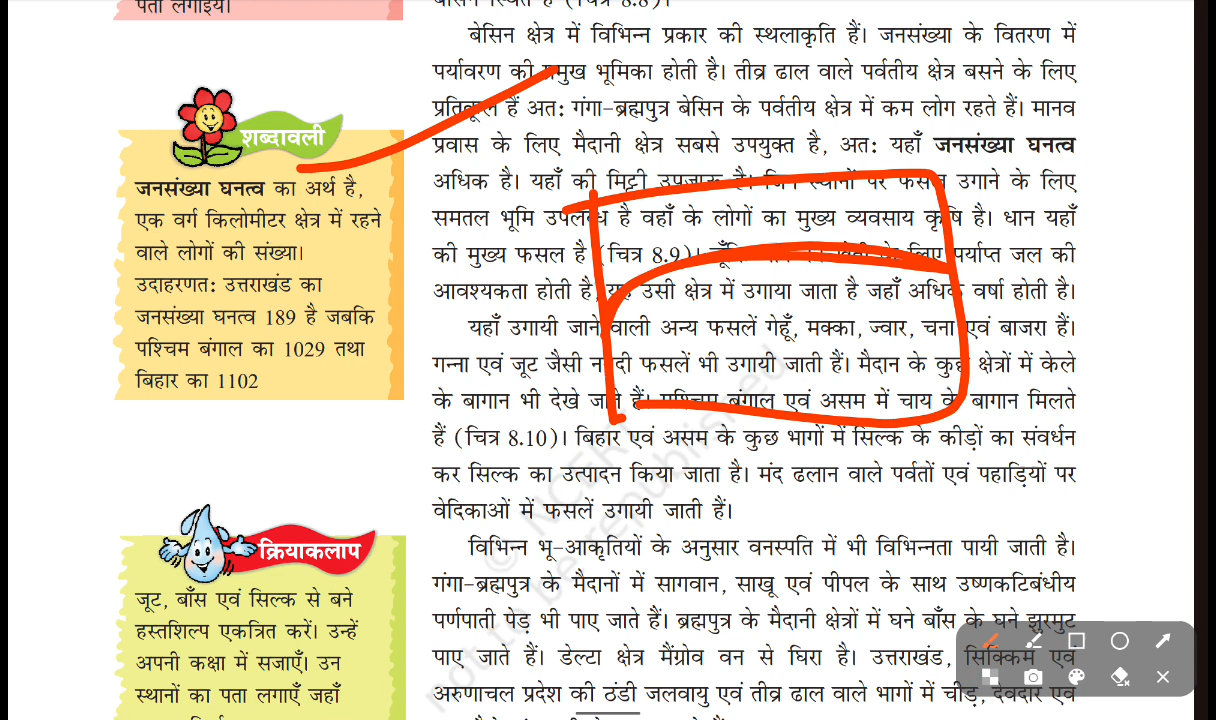 पता लगाइय।
बेसिन स्थित है (चित्र 8.8)।
बेसिन क्षेत्र में विभिन्न प्रकार की स्थलाकृति हैं। जनसंख्या के वितरण में
पर्यावरण की प्रमुख भूमिका होती है। तीव्र ढाल वाले पर्वतीय क्षेत्र बसने के लिए
प्रतिकूल हैं अतः गंगा-ब्रह्मपुत्र बेसिन के पर्वतीय क्षेत्र में कम लोग रहते हैं। मानव
प्रवास के लिए मैदानी क्षेत्र सबसे उपयुक्त है, अतः यहाँ जनसंख्या घनत्व
अधिक है। यहाँ की मिट्टी उपजाऊ है। जिन स्थानों पर फसल उगाने के लिए
समतल भूमि उपलब्ध है वहाँ के लोगों का मुख्य व्यवसाय कृषि है। धान यहाँ
की मुख्य फसल है (चित्र 8.9)। चूँकि खेती के लिए पर्याप्त जल की
आवश्यकता होती है, यह उसी क्षेत्र में उगाया जाता है जहाँ अधिक वर्षा होती है।
यहाँ उगायी जाने वाली अन्य फसलें गेहूँ, मक्का, ज्वार, चना एवं बाजरा हैं।
गन्ना एवं जूट जैसी नकदी फसलें भी उगायी जाती हैं। मैदान के कुछ क्षेत्रों में केले
के बागान भी देखे जाते हैं। पश्चिम बंगाल एवं असम में चाय के बागान मिलते
हैं (चित्र 8.10)। बिहार एवं असम के कुछ भागों में सिल्क के कीड़ों का संवर्धन
कर सिल्क का उत्पादन किया जाता है। मंद ढलान वाले पर्वतों एवं पहाड़ियों पर
वेदिकाओं में फसलें उगायी जाती हैं।
विभिन्न भू-आकृतियों के अनुसार वनस्पति में भी विभिन्नता पायी जाती है।
गंगा-ब्रह्मपुत्र के मैदानों में सागवान, साखू एवं पीपल के साथ उष्णकटिबंधीय
पर्णपाती पेड़ भी पाए जाते हैं। ब्रह्मपुत्र के मैदानी क्षेत्रों में घने बाँस के घने झुरमुट
पाए जाते हैं। डेल्टा क्षेत्र मैंग्रोव वन से घिरा है। उत्तराखंड, सिक्किम एवं
अरुणाचल प्रदेश की ठंडी जलवायु एवं तीव्र ढाल वाले भागों में चीड़, देवदार एवं
शब्दावली
जनसंख्या घनत्व का अर्थ है,
एक वर्ग किलोमीटर क्षेत्र में रहने
वाले लोगों की संख्या।
उदाहरणतः उत्तराखंड का
जनसंख्या घनत्व 189 है जबकि
पश्चिम बंगाल का 1029 तथा
बिहार का 1102
क्रियाकलाप
जूट, बाँस एवं सिल्क से बने
हस्तशिल्प एकत्रित करें। उन्हें
अपनी कक्षा में सजाएँ। उन
स्थानों का पता लगाएँ जहाँ
© NCERT
not to be republished